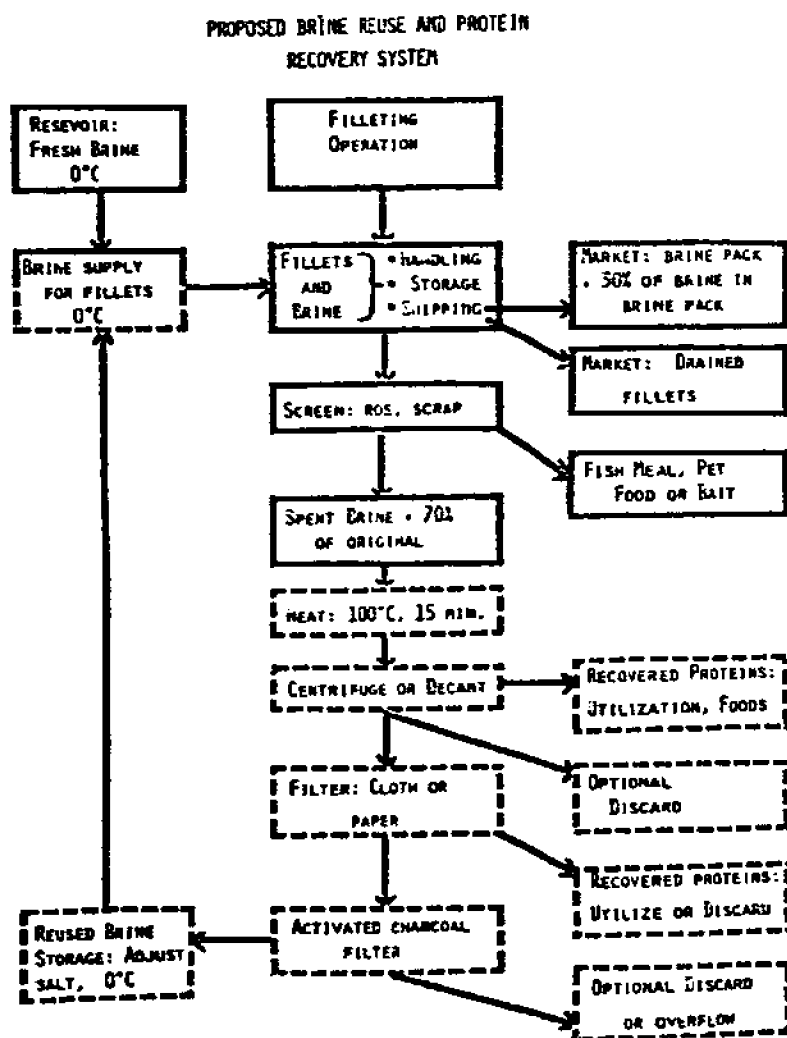 PROPOSED BRINE REUSE AND PROTEIN
RECOVERY SYSTEM
RESEVOIR:
FRESH BRINE
0°C
FILLETING
OPERATION
BRINE SUPPLY
FOR FILLETS
0°C
FILLETS
AND
BRINE
• HANDLING
• STORAGE
• SHIPPING
MARKET: BRINE PACK
. 30% OF BRINE IN
BRINE PACK
MARKET: DRAINED
FILLETS
SCREEN: ROS, SCRAP
FISH MEAL, PET
FOOD OR BAIT
SPENT BRINE • 70%
OF ORIGINAL
HEAT: 100°C, 15 MIN.
CENTRIFUGE OR DECANT
RECOVERED PROTEINS:
UTILIZATION, FOODS
FILTER: CLOTH OR
PAPER
OPTIONAL
DISCARD
RECOVERED PROTEINS:
UTILIZE OR DISCARD
REUSED BRINE
STORAGE: ADJUST
SALT, 0°C
ACTIVATED CHARCOAL
FILTER
OPTIONAL DISCARD
OR OVERFLOW